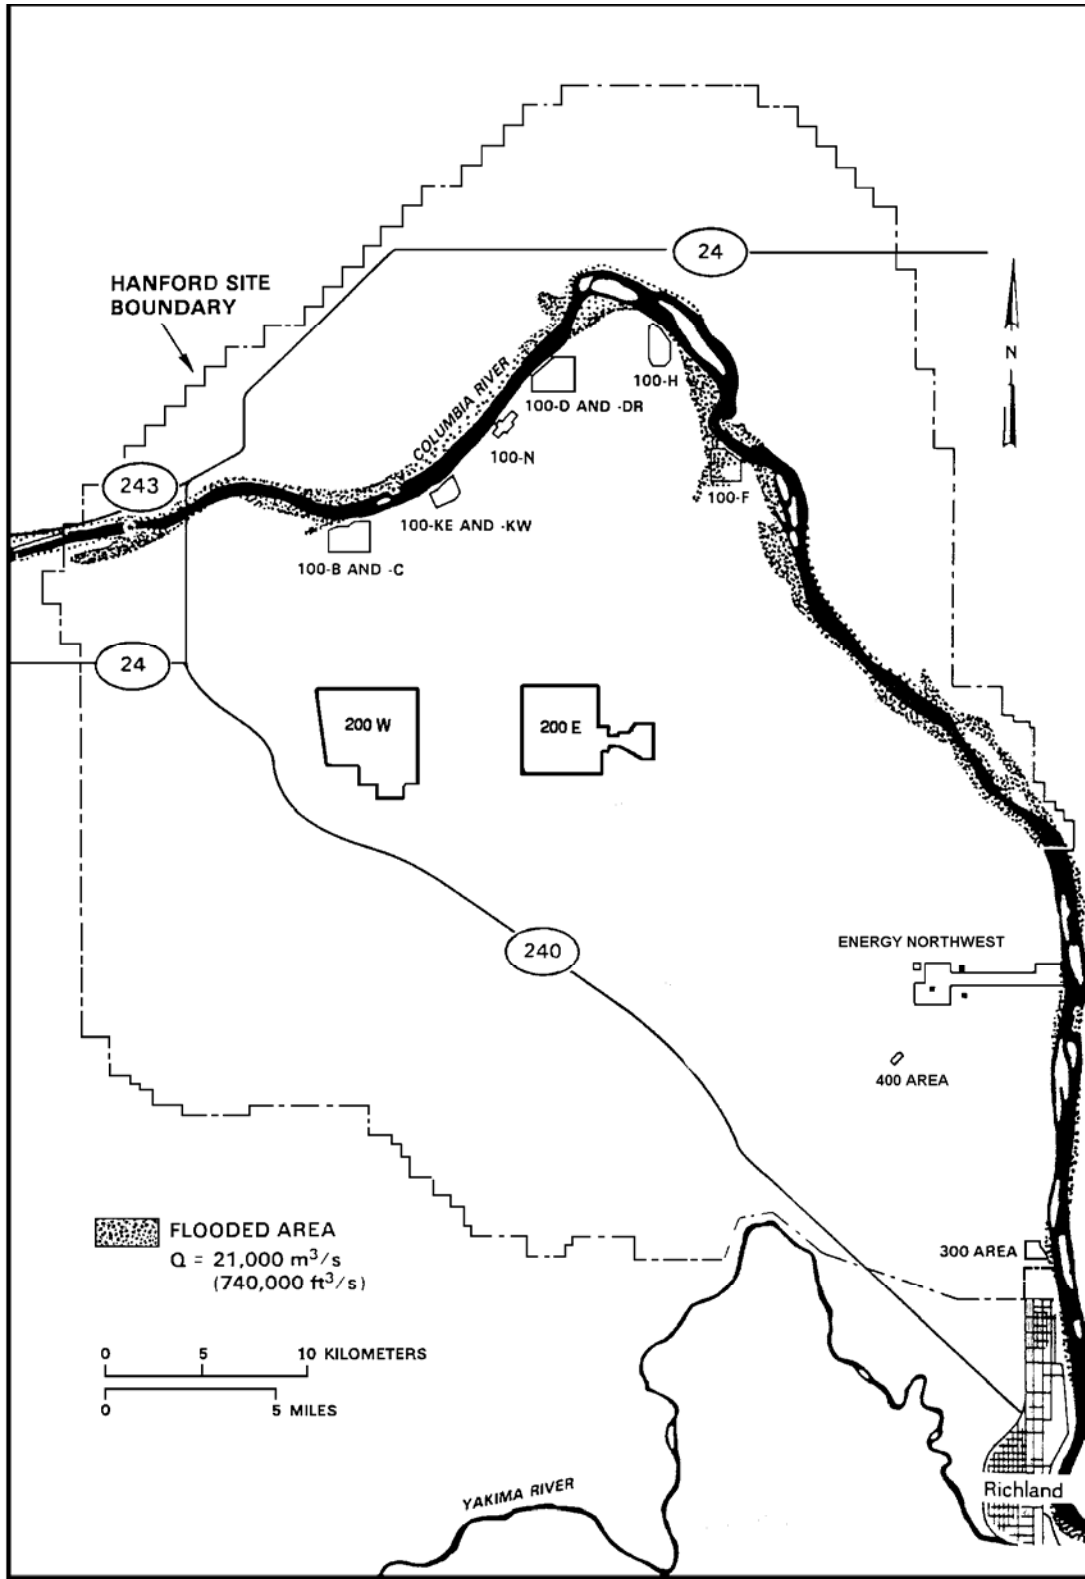 24
HANFORD SITE
BOUNDARY
N
COLUMBIA RIVER
100-H
100-D AND -DR
100-N
243
100-F
100-KE AND -KW
100-B AND -C
24
200 W
200 E
240
ENERGY NORTHWEST
400 AREA
FLOODED AREA
Q = 21,000 m³/s
(740,000 ft³/s)
300 AREA
0 5 10 KILOMETERS
0 5 MILES
YAKIMA RIVER
Richland